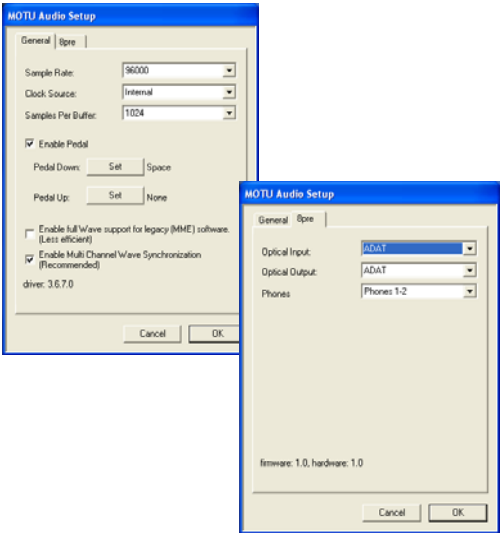 MOTU Audio Setup
General 8pre
Sample Rate: 96000
Clock Source: Internal
Samples Per Buffer: 1024
Enable Pedal
Pedal Down: Set Space
Pedal Up: Set None
Enable full Wave support for legacy (MME) software.
(Less efficient)
Enable Multi Channel Wave Synchronization
(Recommended)
driver: 3.6.7.0
Cancel OK
MOTU Audio Setup
General 8pre
Optical Input: ADAT
Optical Output: ADAT
Phones Phones 1-2
firmware: 1.0, hardware: 1.0
Cancel OK